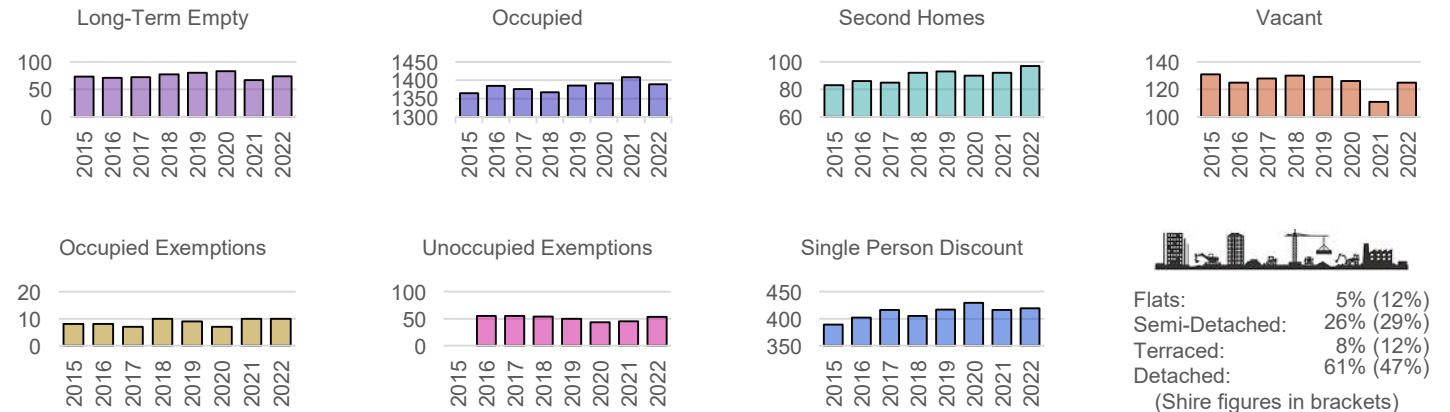 Long-Term Empty
100
50
0
2015 2016 2017 2018 2019 2020 2021 2022
Occupied
1450
1400
1350
1300
2015 2016 2017 2018 2019 2020 2021 2022
Second Homes
100
80
60
2015 2016 2017 2018 2019 2020 2021 2022
Vacant
140
120
100
2015 2016 2017 2018 2019 2020 2021 2022
Occupied Exemptions
20
10
0
2015 2016 2017 2018 2019 2020 2021 2022
Unoccupied Exemptions
100
50
0
2015 2016 2017 2018 2019 2020 2021 2022
Single Person Discount
450
400
350
2015 2016 2017 2018 2019 2020 2021 2022
Flats: 5% (12%)
Semi-Detached: 26% (29%)
Terraced: 8% (12%)
Detached: 61% (47%)
(Shire figures in brackets)